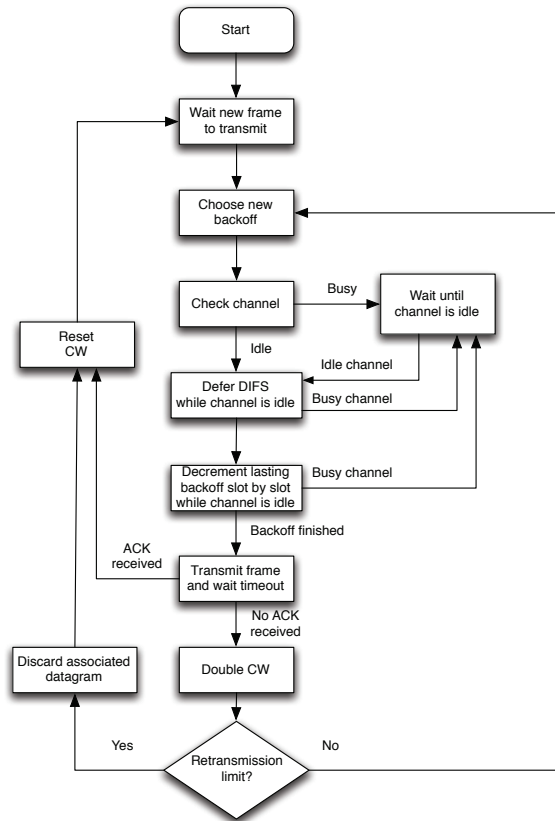 Start
Wait new frame
to transmit
Choose new
backoff
Check channel
Busy
Wait until
channel is idle
Reset
CW
Idle
Idle channel
Defer DIFS
while channel is idle
Busy channel
Decrement lasting
backoff slot by slot
while channel is idle
Busy channel
Backoff finished
ACK
received
Transmit frame
and wait timeout
No ACK
received
Discard associated
datagram
Double CW
Yes
Retransmission
limit?
No